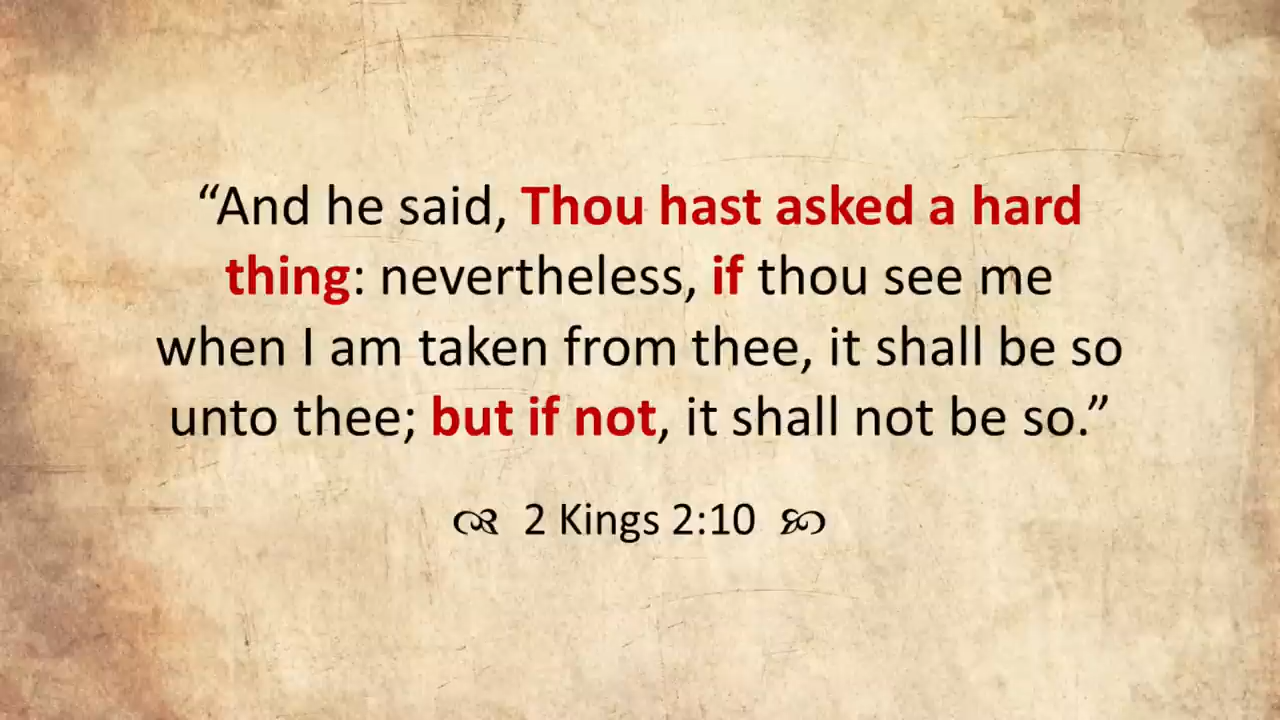 “And he said, Thou hast asked a hard
thing: nevertheless, if thou see me
when I am taken from thee, it shall be so
unto thee; but if not, it shall not be so.”
2 Kings 2:10